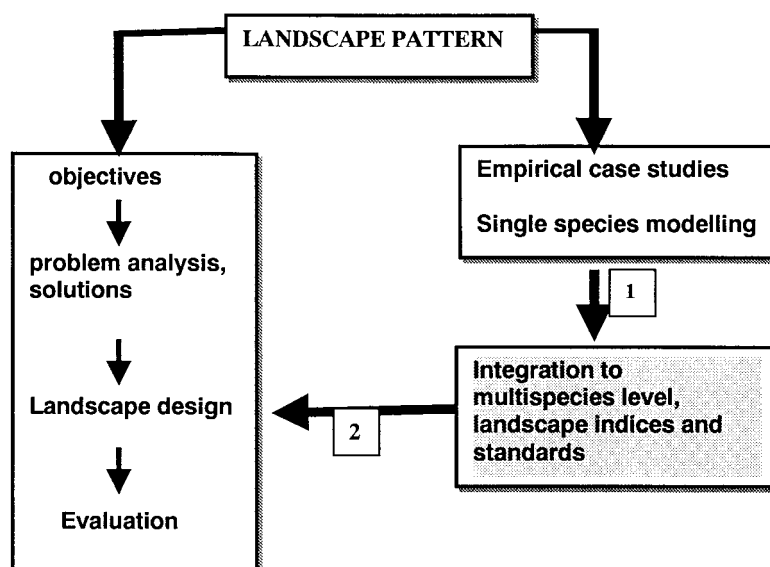 LANDSCAPE PATTERN
objectives
problem analysis,
solutions
Landscape design
Evaluation
Empirical case studies
Single species modelling
1
Integration to
multispecies level,
landscape indices and
standards
2